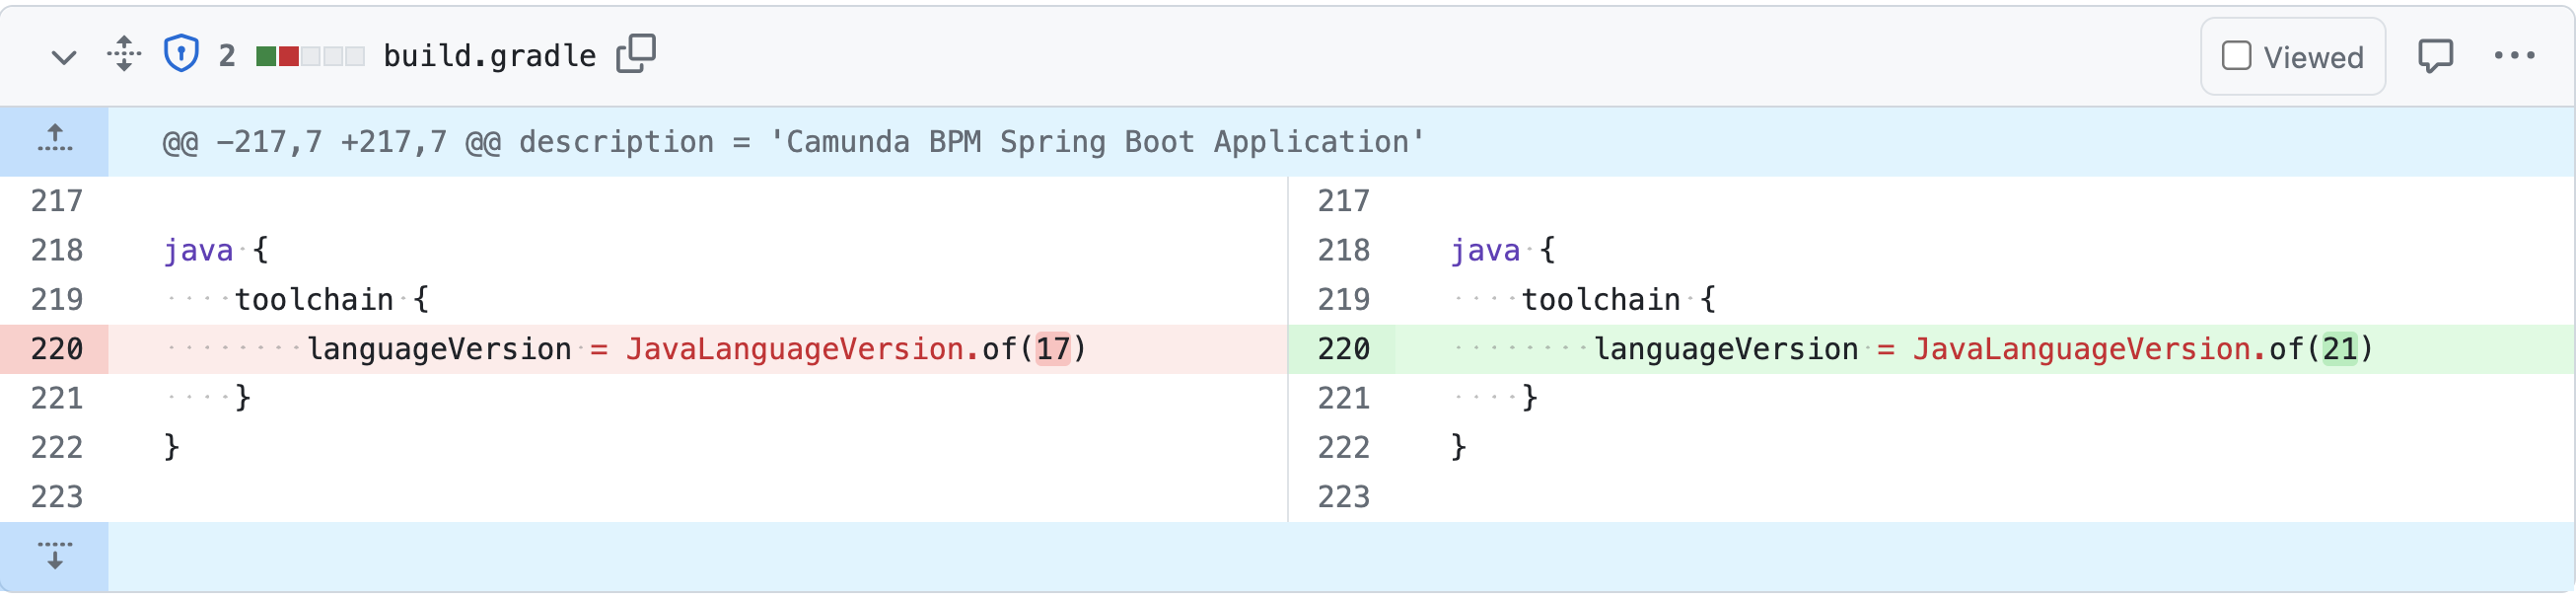 2 build.gradle Viewed
@@ -217,7 +217,7 @@ description = 'Camunda BPM Spring Boot Application'
217 217
218 java { 218 java {
219 toolchain { 219 toolchain {
220 languageVersion = JavaLanguageVersion.of(17) 220 languageVersion = JavaLanguageVersion.of(21)
221 } 221 }
222 } 222 }
223 223